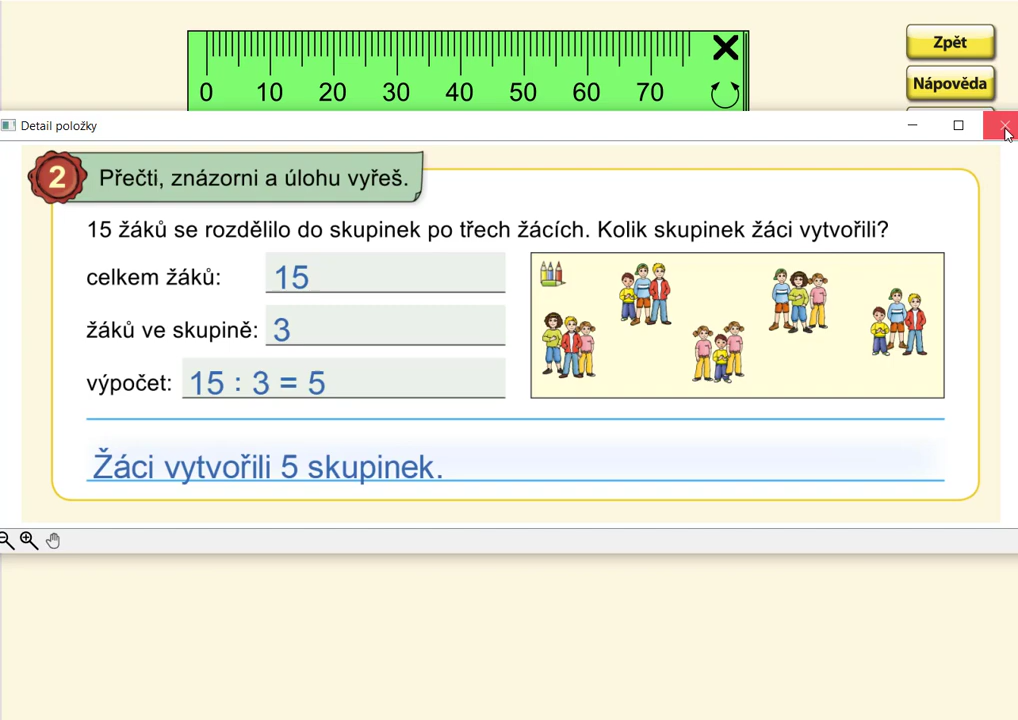 Zpět
0 10 20 30 40 50 60 70
Nápověda
Detail položky
2 Přečti, znázorni a úlohu vyřeš.
15 žáků se rozdělilo do skupinek po třech žácích. Kolik skupinek žáci vytvořili?
celkem žáků: 15
žáků ve skupině: 3
výpočet: 15 : 3 = 5
Žáci vytvořili 5 skupinek.